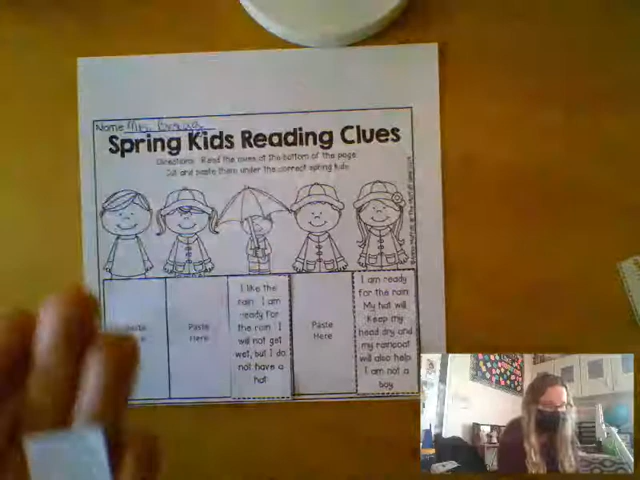 Name Mrs.
Spring Kids Reading Clues
Directions: Read the clues at the bottom of the page.
Cut and paste them under the correct spring kids.
Paste
Here
I like the
rain. I am
ready for
the rain. I
will not get
wet, but I do
not have a
hat.
Paste
Here
I am ready
for the rain.
My hat will
keep my
head dry and
my raincoat
will also help.
I am not a
boy.